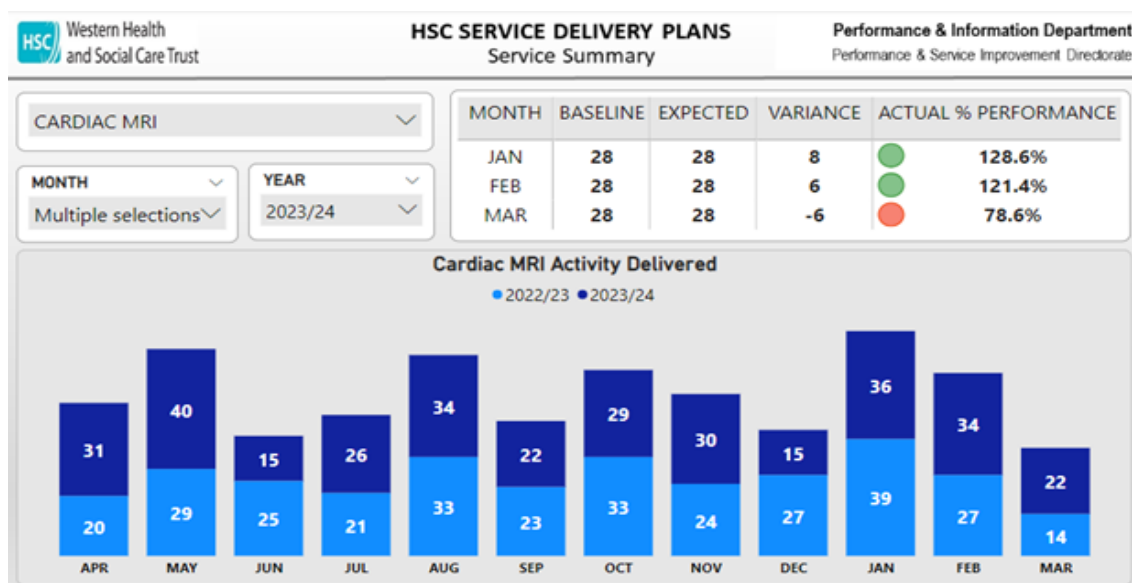 HSC Western Health and Social Care Trust
HSC SERVICE DELIVERY PLANS
Service Summary
Performance & Information Department
Performance & Service Improvement Directorate
CARDIAC MRI
MONTH
Multiple selections
YEAR
2023/24
MONTH BASELINE EXPECTED VARIANCE ACTUAL % PERFORMANCE
JAN 28 28 8 128.6%
FEB 28 28 6 121.4%
MAR 28 28 -6 78.6%
Cardiac MRI Activity Delivered
2022/23 2023/24
31 40 15 26 34 22 29 30 15 36 34 22
20 29 25 21 33 23 33 24 27 39 27 14
APR MAY JUN JUL AUG SEP OCT NOV DEC JAN FEB MAR